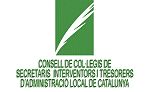 CONSELL DE COL·LEGIS DE
SECRETARIS INTERVENTORS I TRESORERS
D'ADMINISTRACIÓ LOCAL DE CATALUNYA